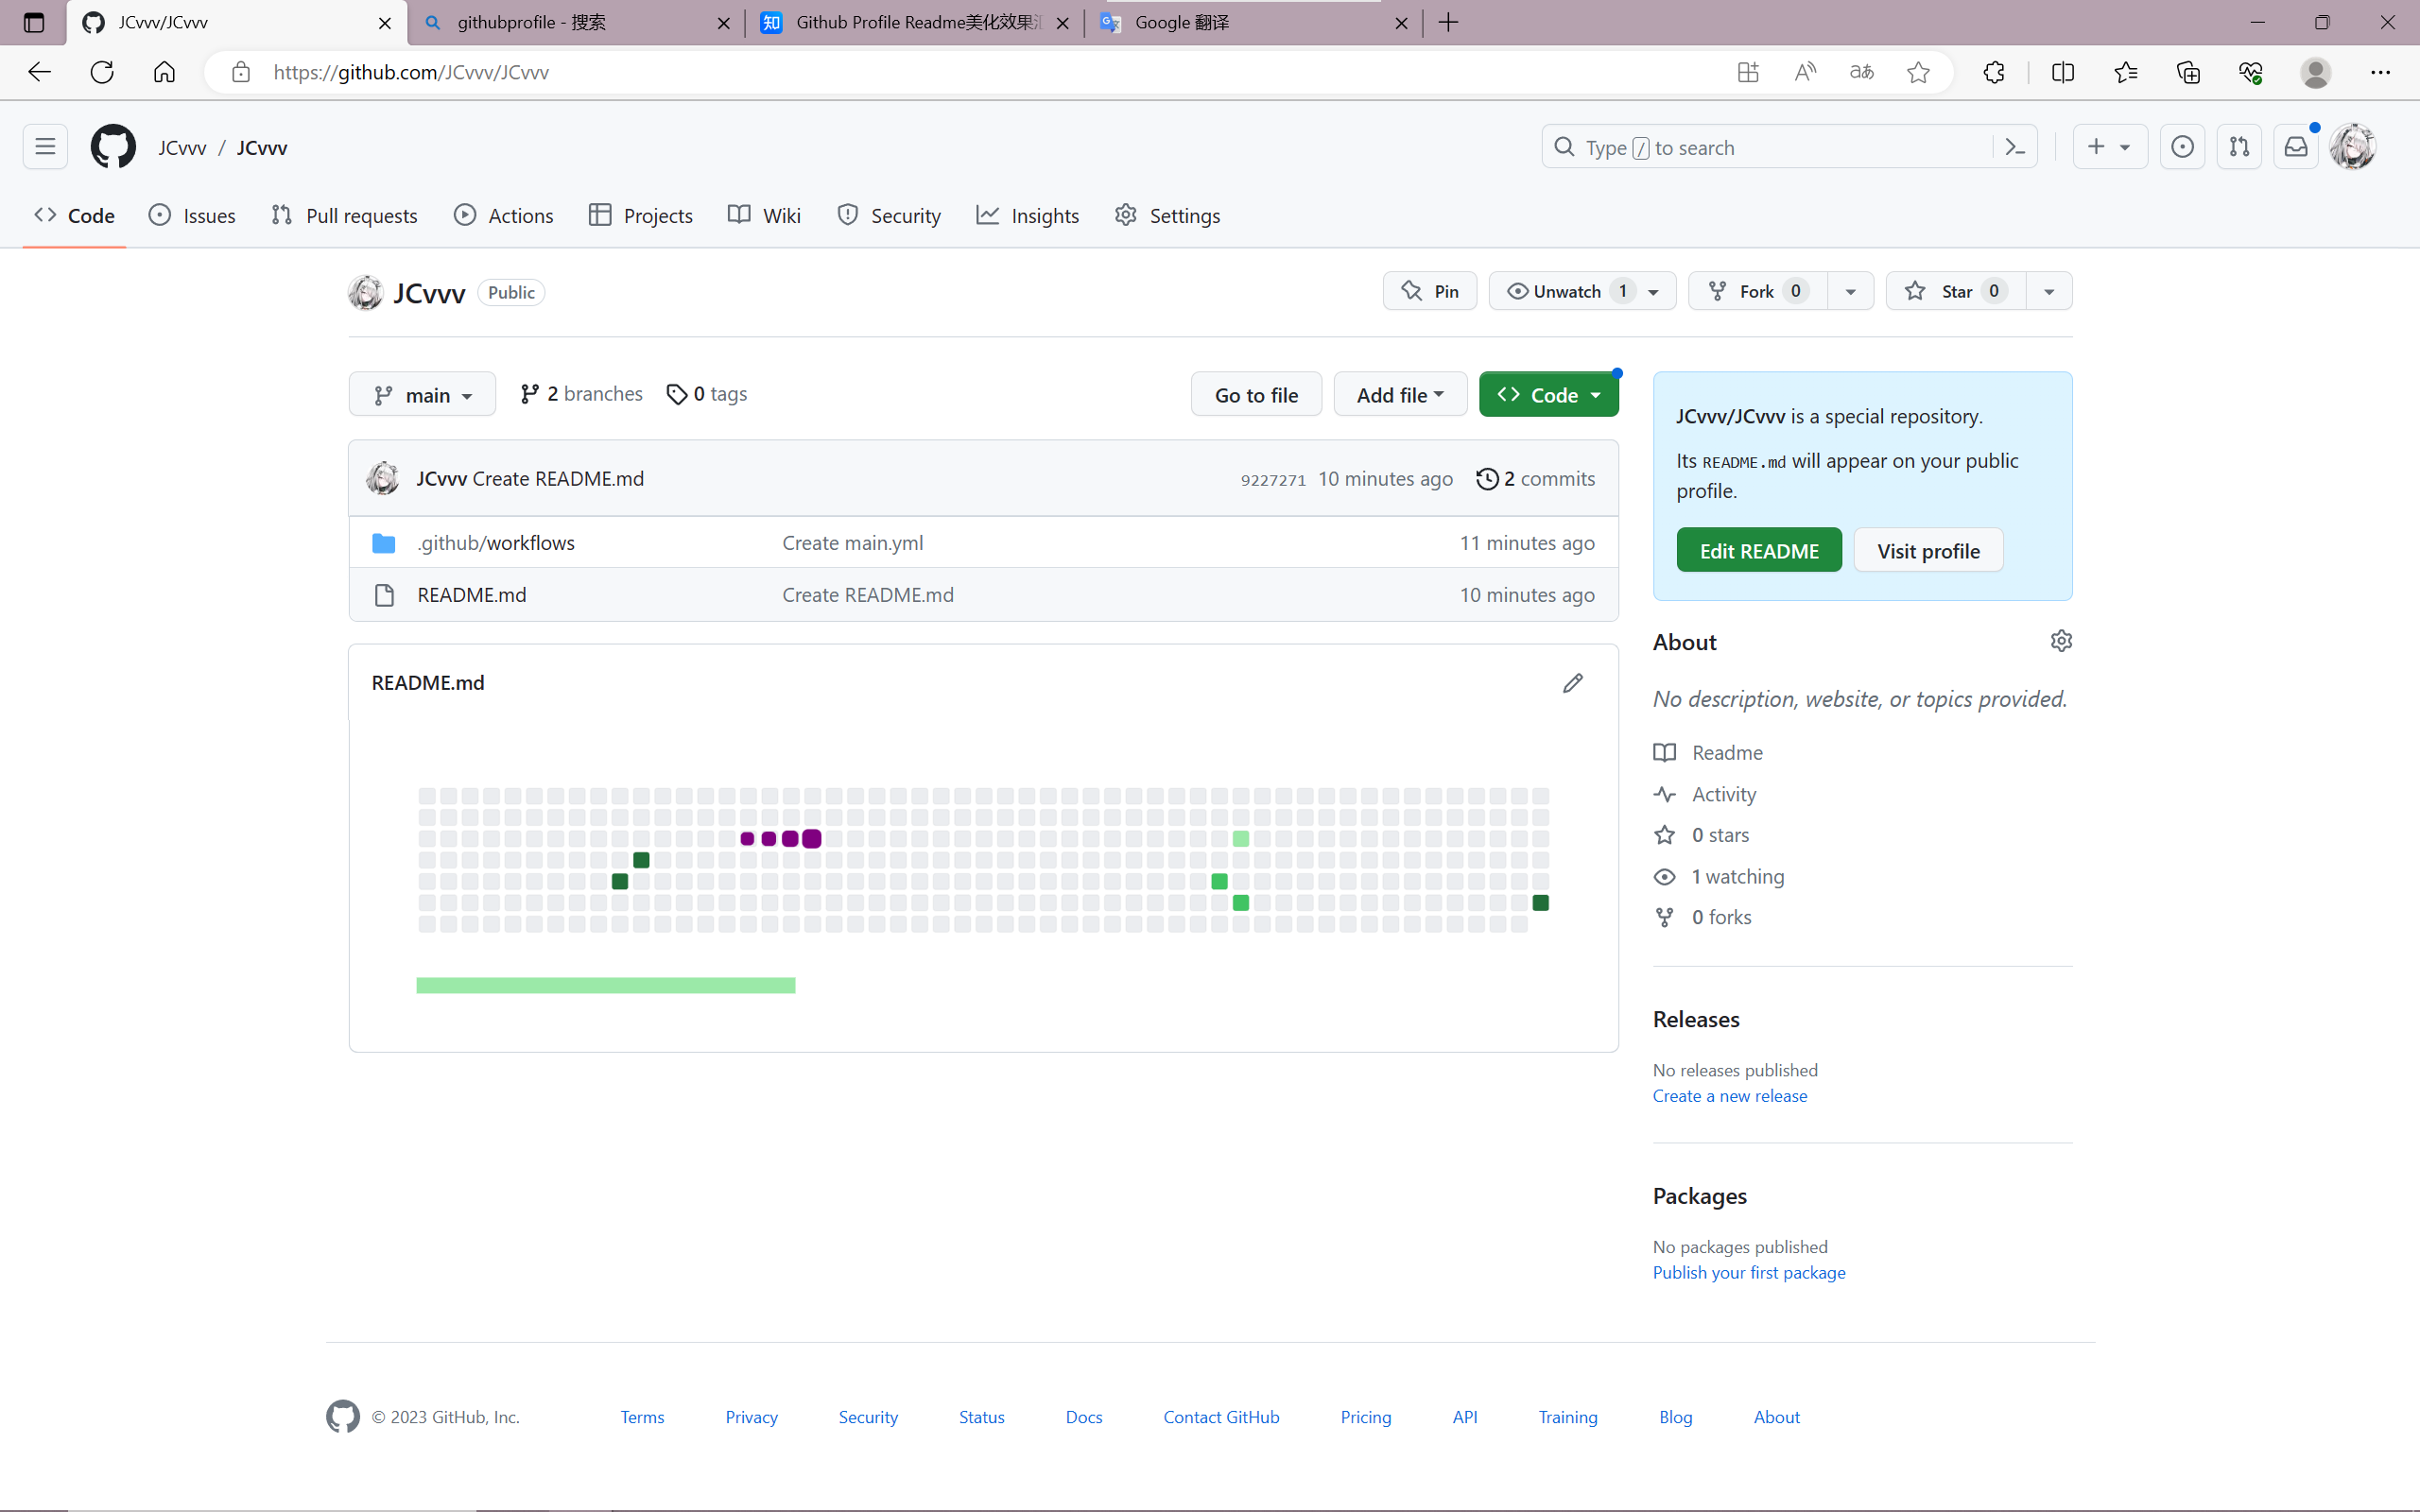 JCvvv/JCvvv
githubprofile - 搜索
知 Github Profile Readme美化效果
Google 翻译
https://github.com/JCvvv/JCvvv
JCvvv / JCvvv
Type / to search
Code
Issues
Pull requests
Actions
Projects
Wiki
Security
Insights
Settings
JCvvv Public
Pin
Unwatch 1
Fork 0
Star 0
main
2 branches
0 tags
Go to file
Add file
Code
JCvvv Create README.md
9227271 10 minutes ago
2 commits
.github/workflows
Create main.yml
11 minutes ago
README.md
Create README.md
10 minutes ago
README.md
JCvvv/JCvvv is a special repository.
Its README.md will appear on your public
profile.
Edit README
Visit profile
About
No description, website, or topics provided.
Readme
Activity
0 stars
1 watching
0 forks
Releases
No releases published
Create a new release
Packages
No packages published
Publish your first package
© 2023 GitHub, Inc.
Terms
Privacy
Security
Status
Docs
Contact GitHub
Pricing
API
Training
Blog
About